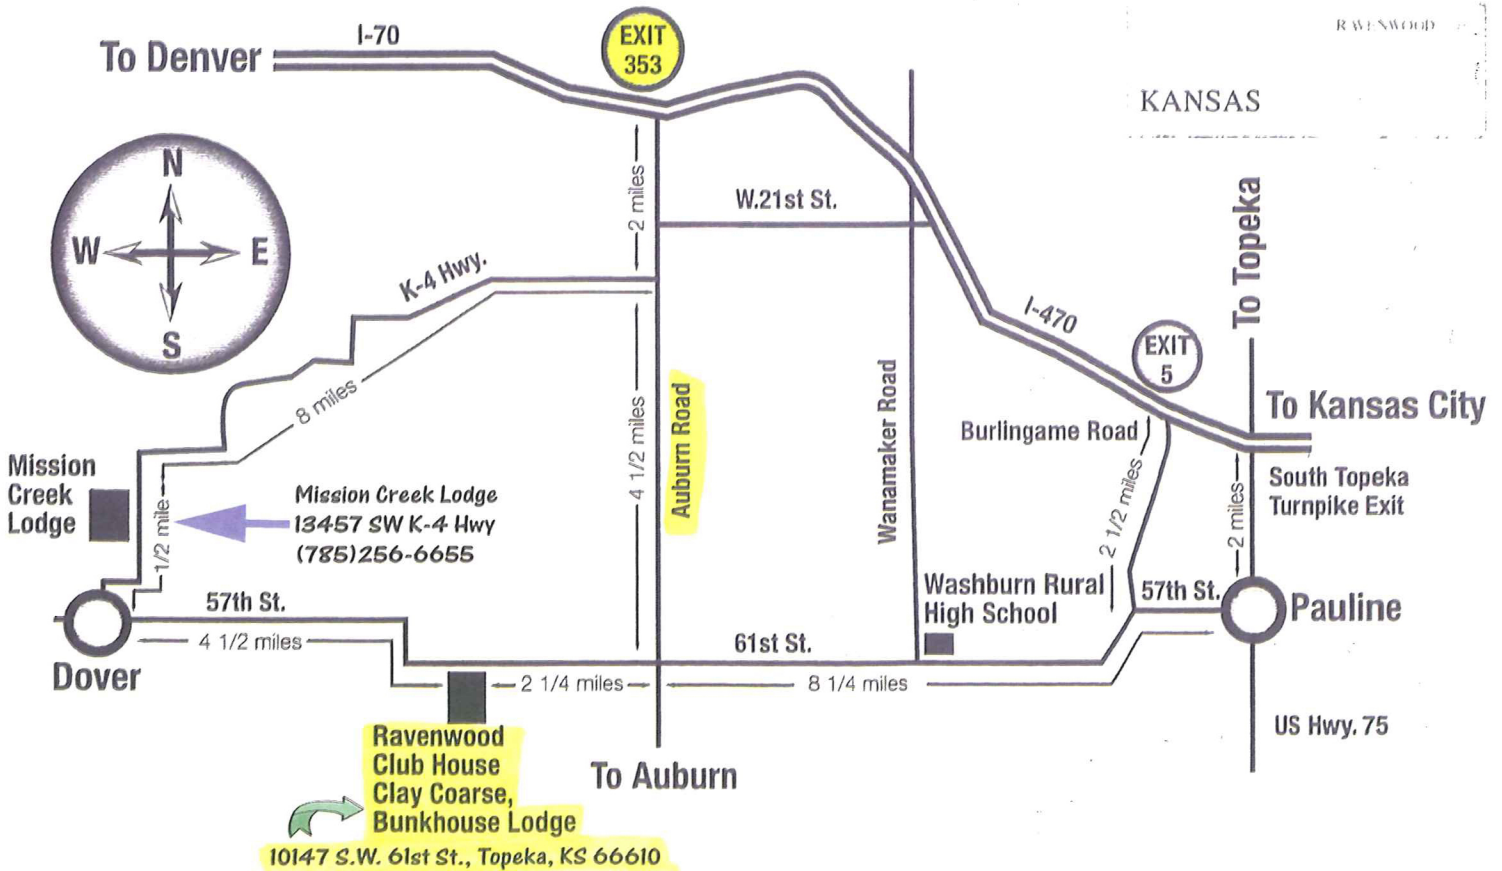 I-70
To Denver
EXIT
353
RAVENWOOD
KANSAS
N
W
E
S
2 miles
W.21st St.
To Topeka
K-4 Hwy.
I-470
EXIT
5
8 miles
4 1/2 miles
Auburn Road
Wanamaker Road
To Kansas City
Burlingame Road
Mission
Creek
Lodge
South Topeka
Turnpike Exit
1/2 mile
Mission Creek Lodge
13457 SW K-4 Hwy
(785)256-6655
2 1/2 miles
2 miles
57th St.
Washburn Rural
High School
57th St.
Pauline
4 1/2 miles
61st St.
Dover
2 1/4 miles
8 1/4 miles
US Hwy. 75
Ravenwood
Club House
Clay Coarse,
Bunkhouse Lodge
To Auburn
10147 S.W. 61st St., Topeka, KS 66610